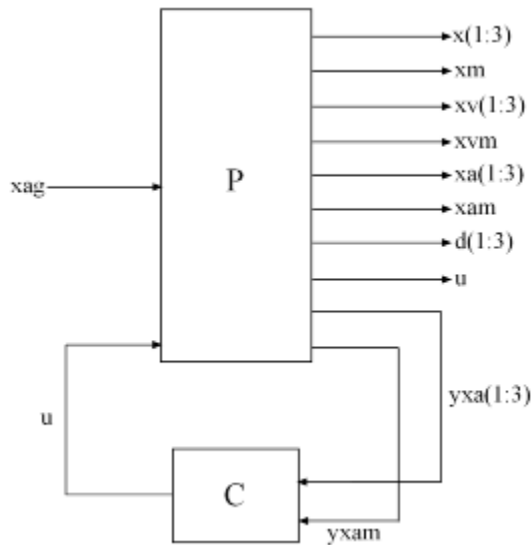 x(1:3)
xm
xv(1:3)
xvm
xa(1:3)
xam
d(1:3)
u
xag
P
yxa(1:3)
u
C
yxam